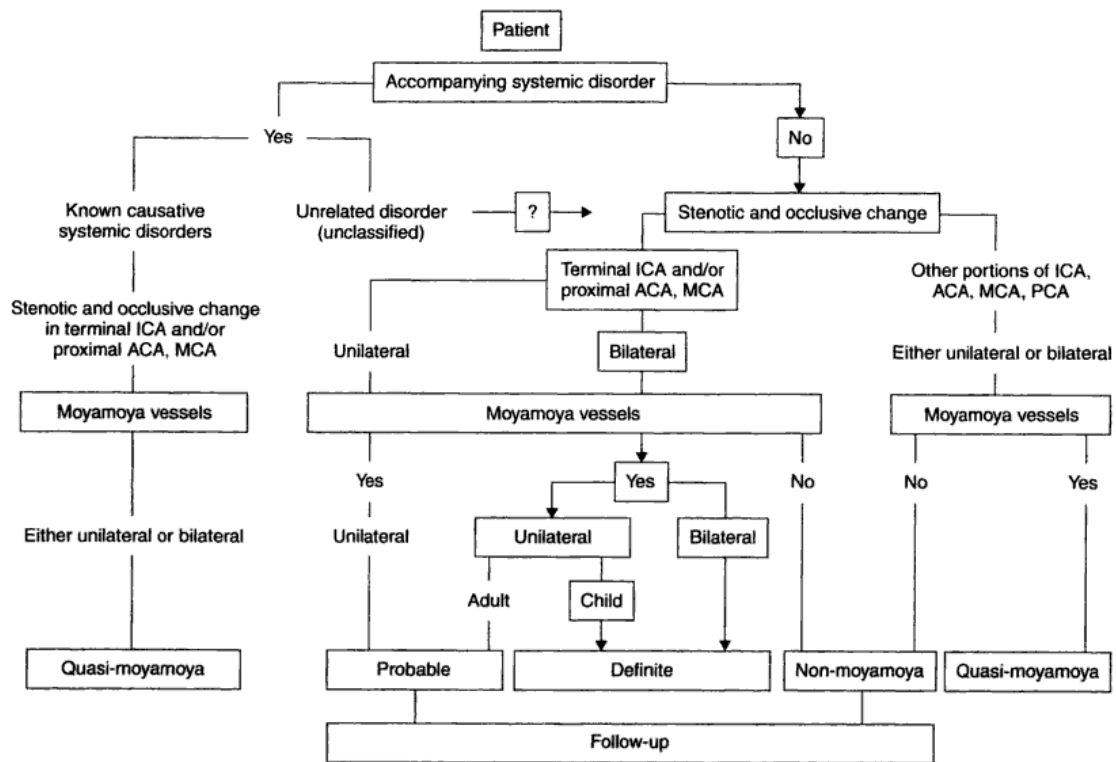 Patient
Accompanying systemic disorder
Yes
No
Known causative
systemic disorders
Unrelated disorder
(unclassified)
?
Stenotic and occlusive change
Terminal ICA and/or
proximal ACA, MCA
Other portions of ICA,
ACA, MCA, PCA
Stenotic and occlusive change
in terminal ICA and/or
proximal ACA, MCA
Unilateral
Bilateral
Either unilateral or bilateral
Moyamoya vessels
Moyamoya vessels
Moyamoya vessels
Yes
Yes
No
No
Yes
Either unilateral or bilateral
Unilateral
Unilateral
Bilateral
Adult
Child
Quasi-moyamoya
Probable
Definite
Non-moyamoya
Quasi-moyamoya
Follow-up